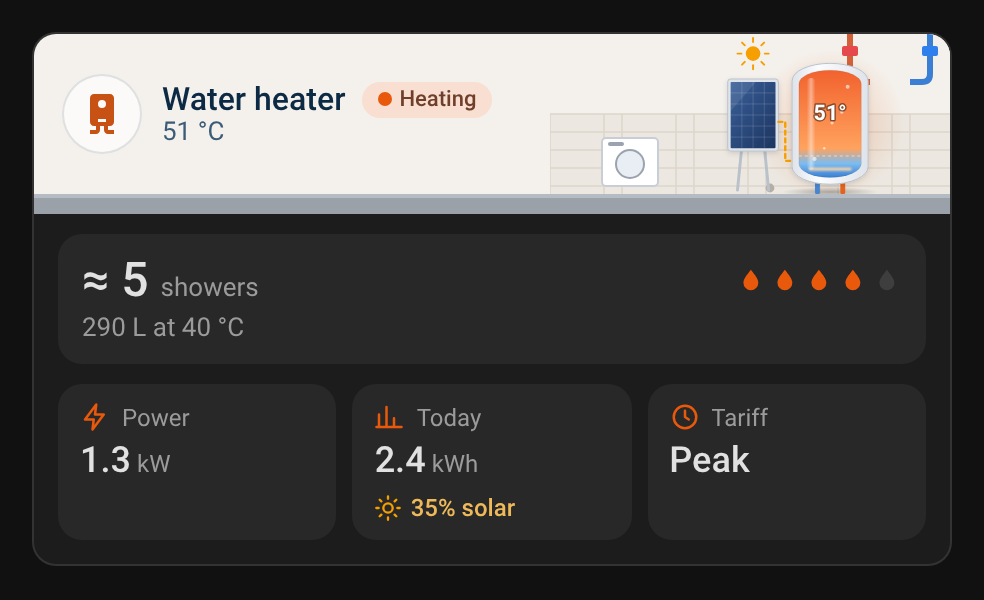 Water heater
Heating
51 °C
51°
≈ 5 showers
290 L at 40 °C
Power
1.3 kW
Today
2.4 kWh
35% solar
Tariff
Peak